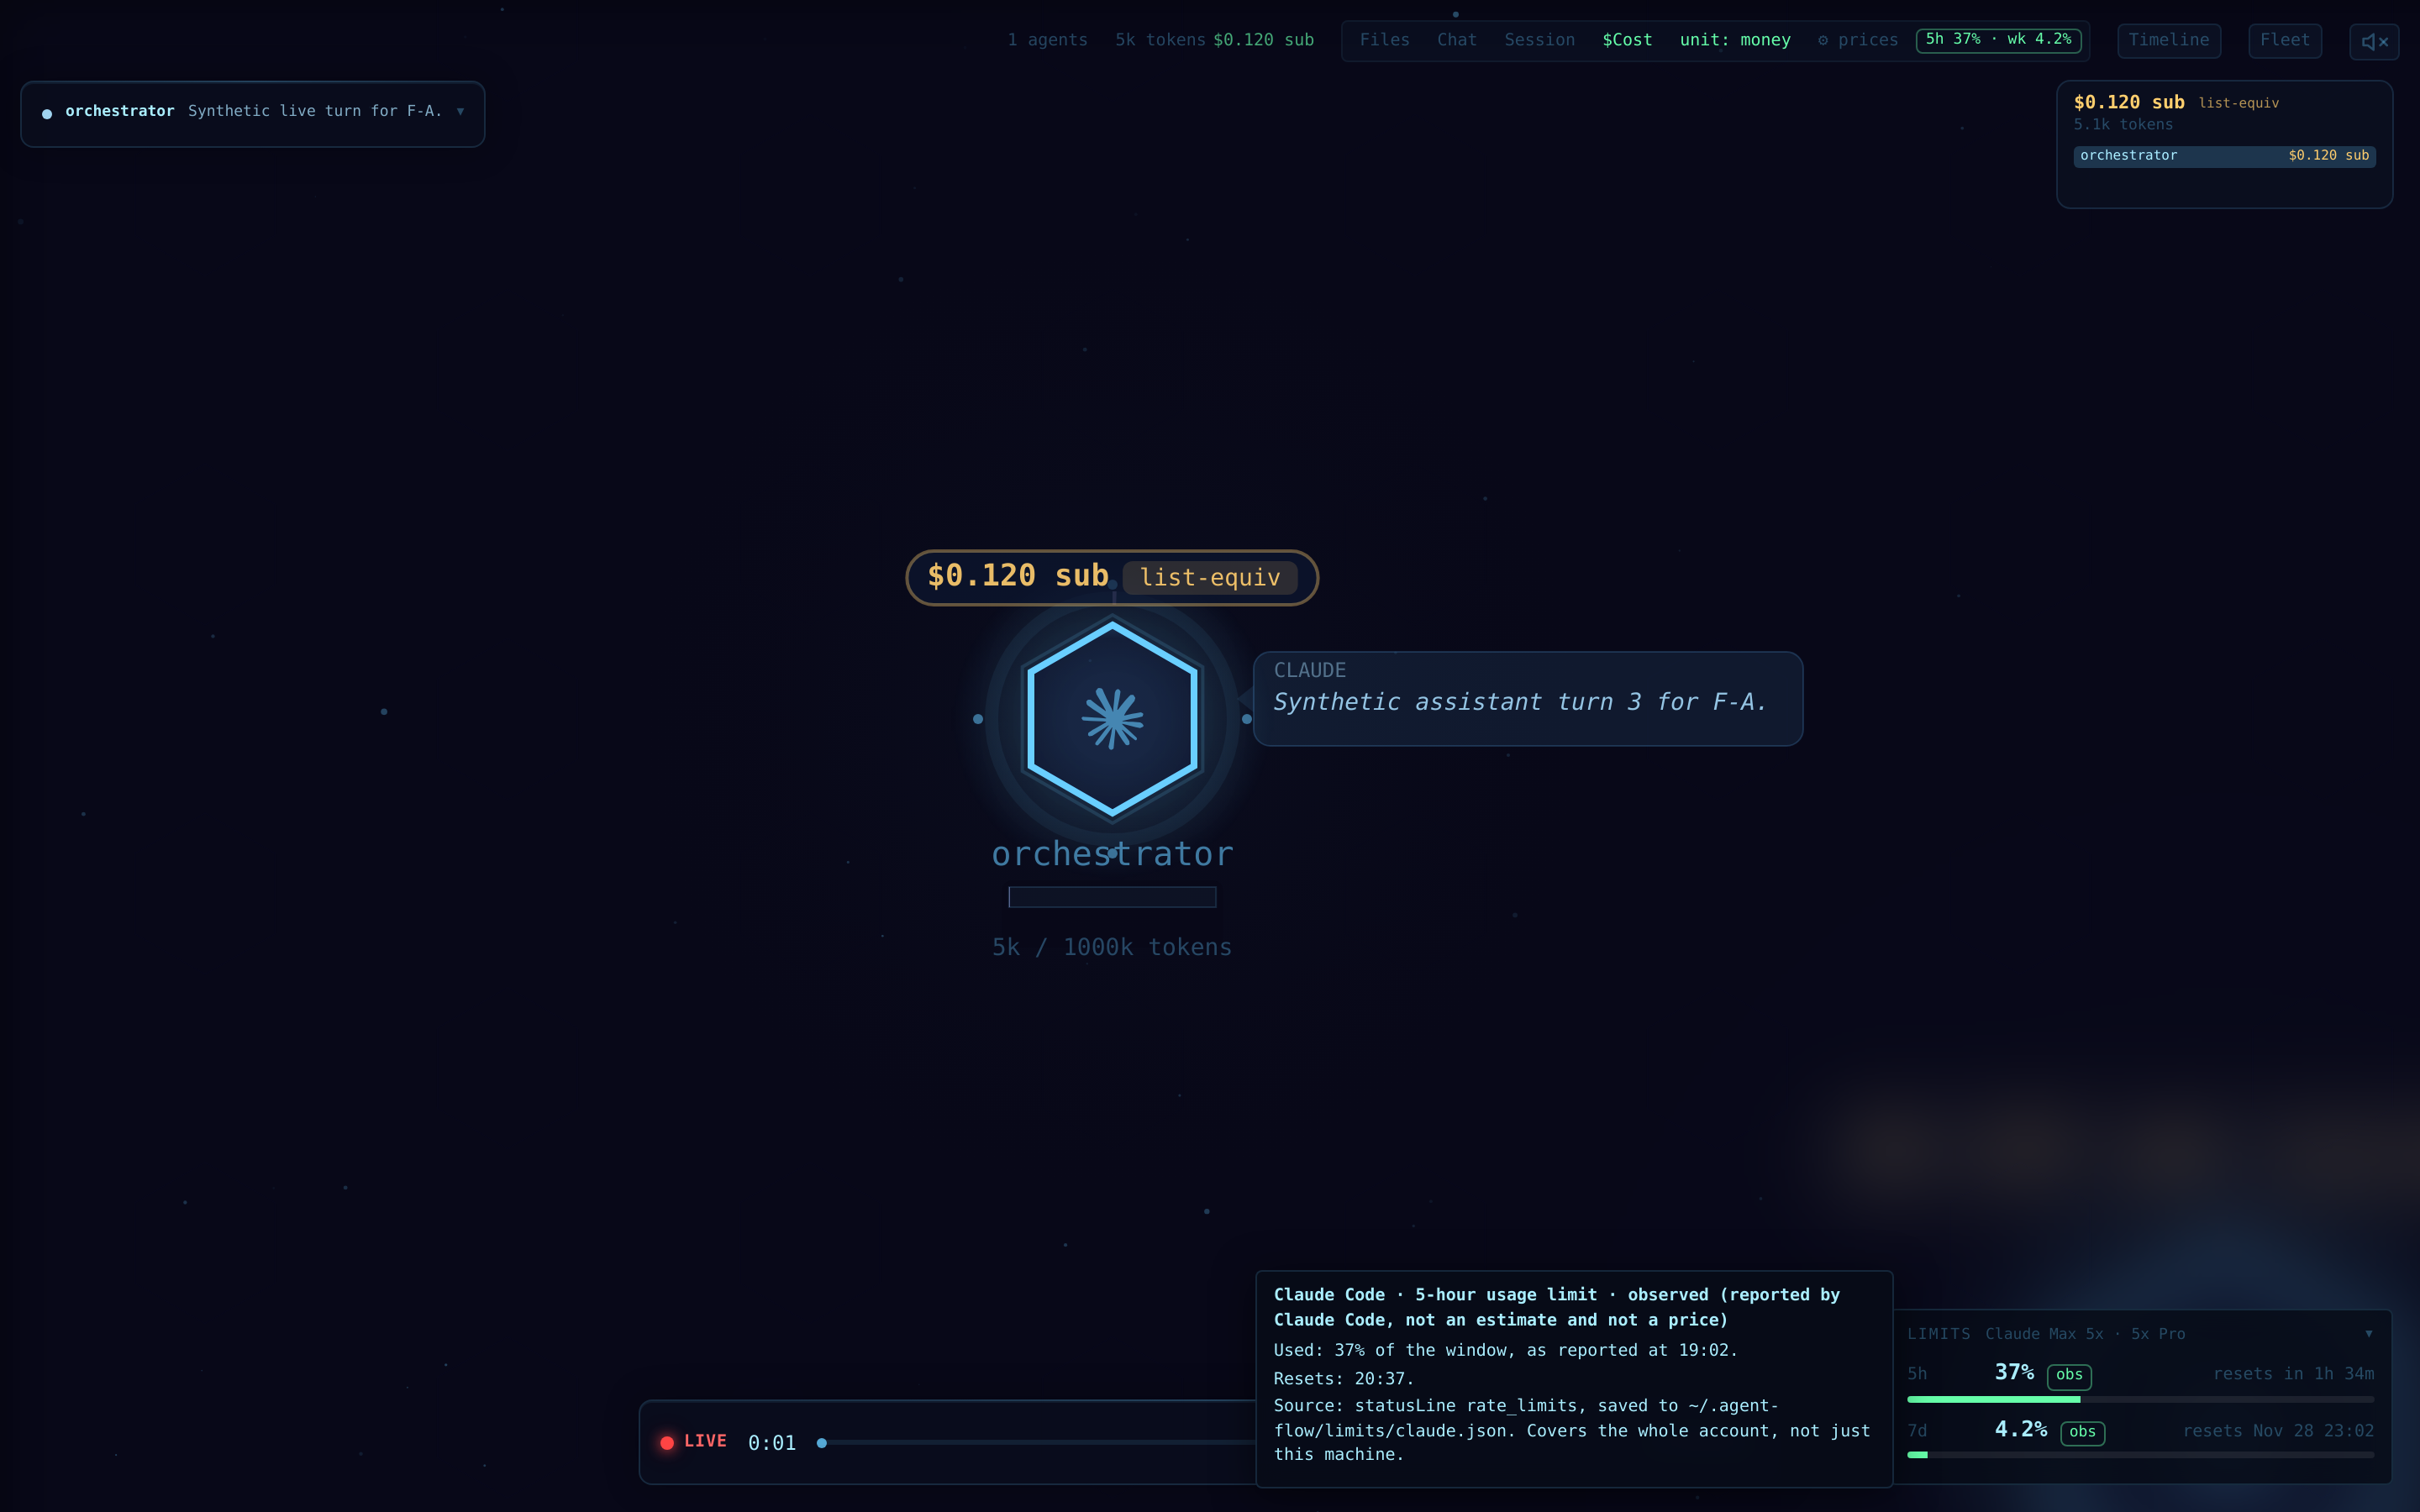 1 agents 5k tokens $0.120 sub Files Chat Session $Cost unit: money ⊙ prices 5h 37% · wk 4.2% Timeline Fleet
orchestrator Synthetic live turn for F-A. ▼
$0.120 sub list-equiv
5.1k tokens
orchestrator $0.120 sub
$0.120 sub list-equiv
CLAUDE
Synthetic assistant turn 3 for F-A.
orchestrator
5k / 1000k tokens
Claude Code · 5-hour usage limit · observed (reported by
Claude Code, not an estimate and not a price)
Used: 37% of the window, as reported at 19:02.
Resets: 20:37.
Source: statusLine rate_limits, saved to ~/.agent-
flow/limits/claude.json. Covers the whole account, not just
this machine.
LIMITS Claude Max 5x · 5x Pro ▼
5h 37% obs resets in 1h 34m
7d 4.2% obs resets Nov 28 23:02
LIVE 0:01